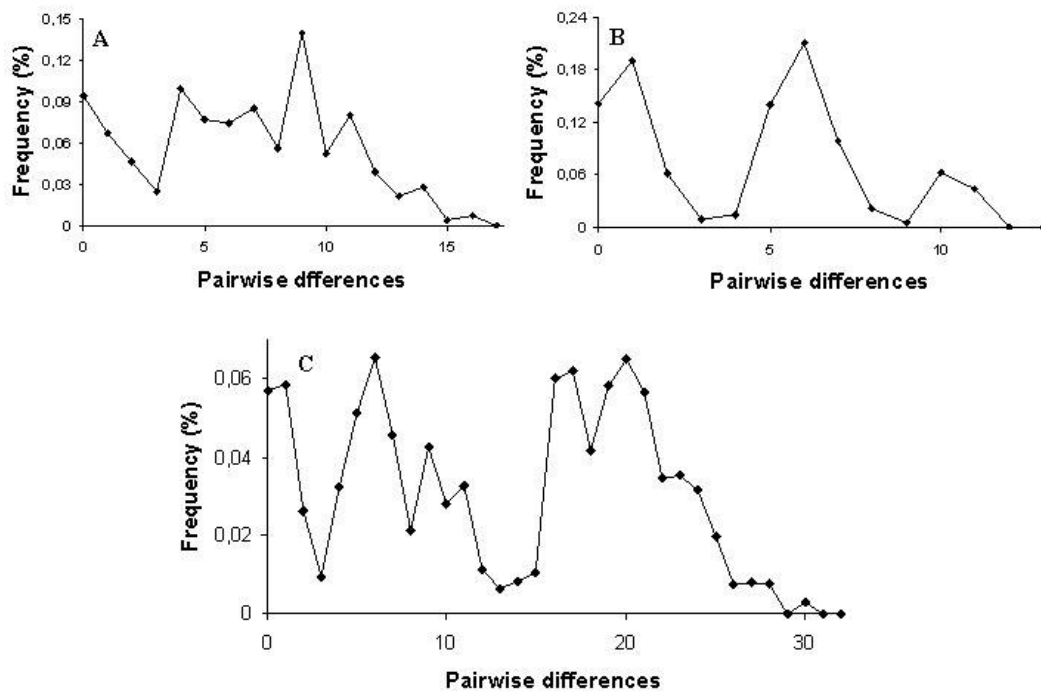 A
Frequency (%)
0,15
0,12
0,09
0,06
0,03
0
0 5 10 15
Pairwise dfferences
B
Frequency (%)
0,24
0,18
0,12
0,06
0
0 5 10
Pairwise differences
C
Frequency (%)
0,06
0,04
0,02
0
0 10 20 30
Pairwise differences